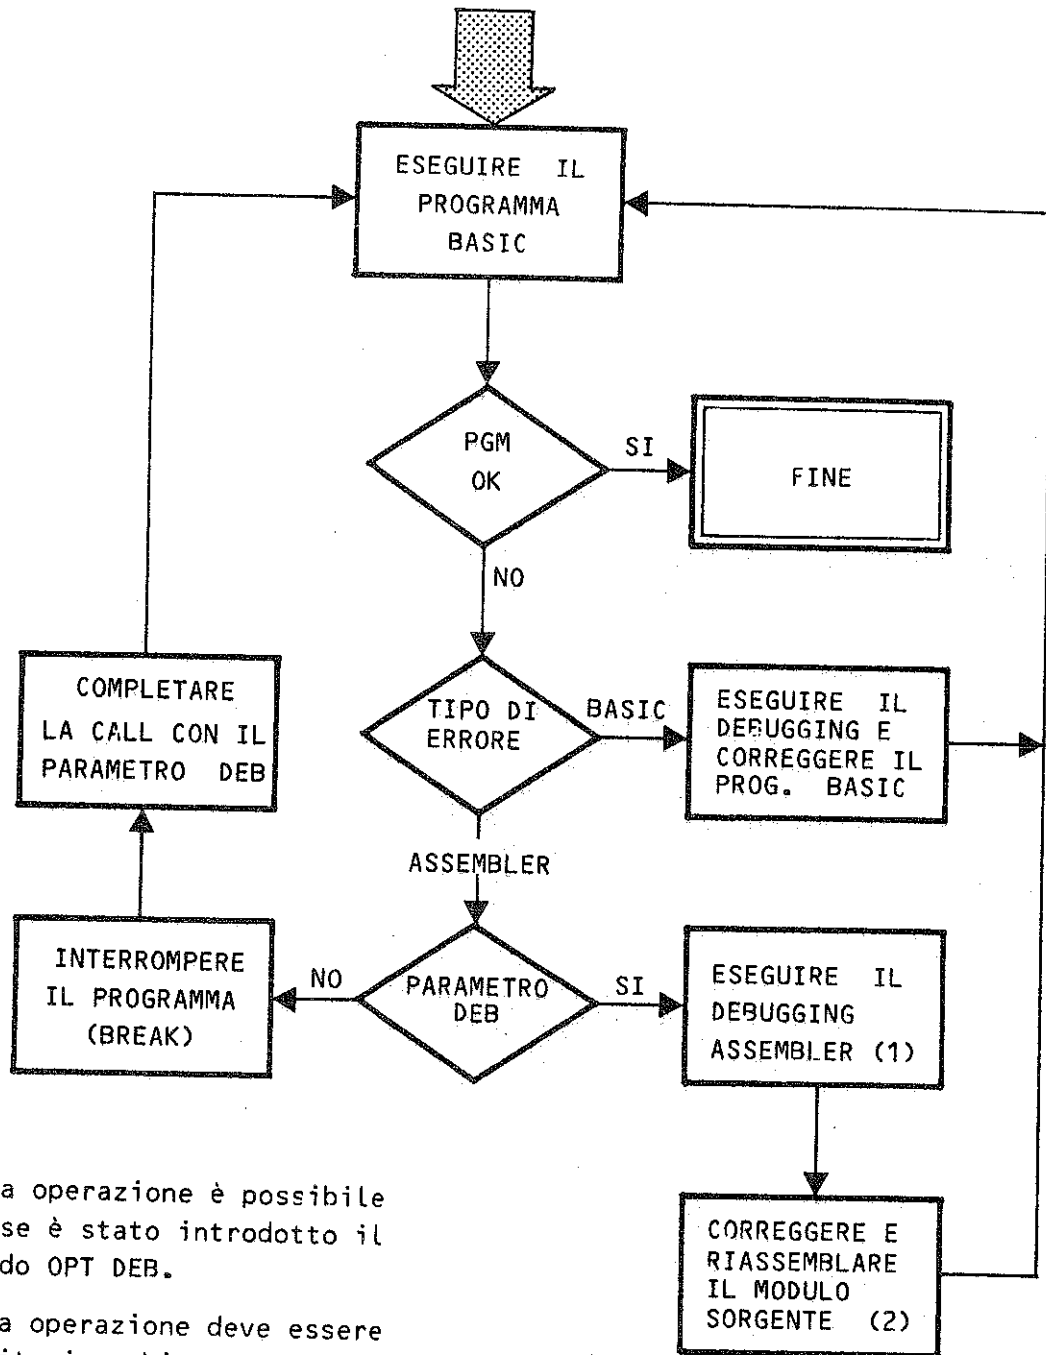 ESEGUIRE IL
PROGRAMMA
BASIC
PGM
OK
SI
FINE
NO
COMPLETARE
LA CALL CON IL
PARAMETRO DEB
TIPO DI
ERRORE
BASIC
ESEGUIRE IL
DEBUGGING E
CORREGGERE IL
PROG. BASIC
ASSEMBLER
INTERROMPERE
IL PROGRAMMA
(BREAK)
NO
PARAMETRO
DEB
SI
ESEGUIRE IL
DEBUGGING
ASSEMBLER (1)
CORREGGERE E
RIASSEMBLARE
IL MODULO
SORGENTE (2)
a operazione è possibile
se è stato introdotto il
do OPT DEB.
a operazione deve essere